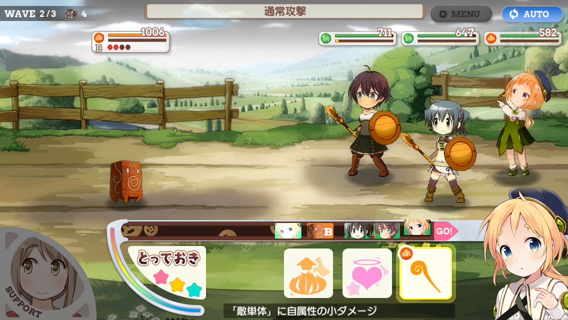 WAVE 2/3
4
通常攻撃
MENU
AUTO
1006
B
711
647
582
B
GO!
とっておき
SUPPORT
「敵単体」に自属性の小ダメージ